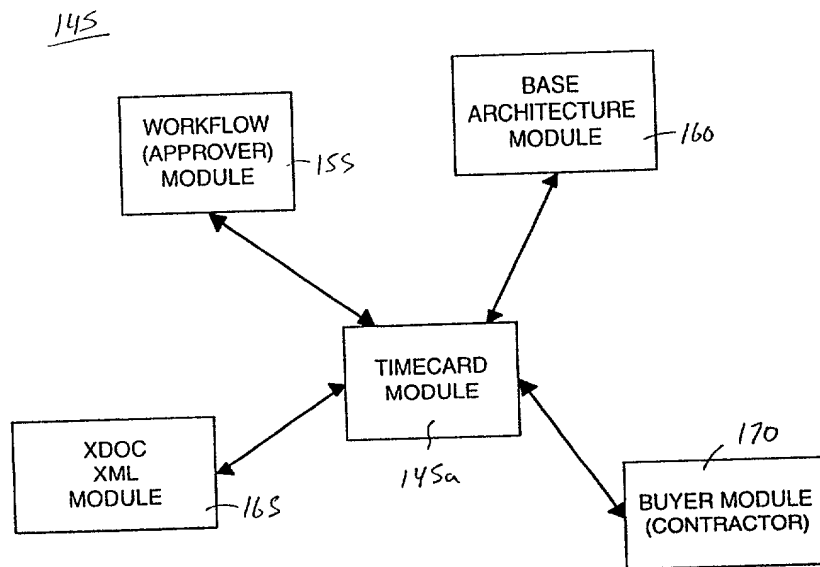 145
BASE
ARCHITECTURE
MODULE
160
WORKFLOW
(APPROVER)
MODULE
155
TIMECARD
MODULE
145a
XDOC
XML
MODULE
165
170
BUYER MODULE
(CONTRACTOR)